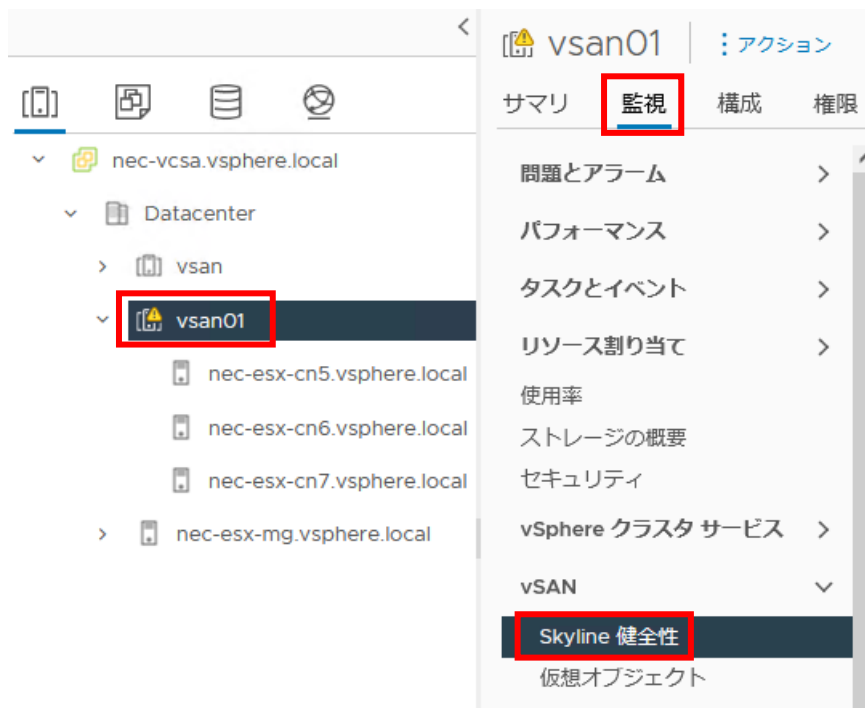 nec-vcsa.vsphere.local
Datacenter
vsan
vsan01
nec-esx-cn5.vsphere.local
nec-esx-cn6.vsphere.local
nec-esx-cn7.vsphere.local
nec-esx-mg.vsphere.local
vsan01
アクション
サマリ 監視 構成 権限
問題とアラーム
パフォーマンス
タスクとイベント
リソース割り当て
使用率
ストレージの概要
セキュリティ
vSphere クラスタ サービス
vSAN
Skyline 健全性
仮想オブジェクト